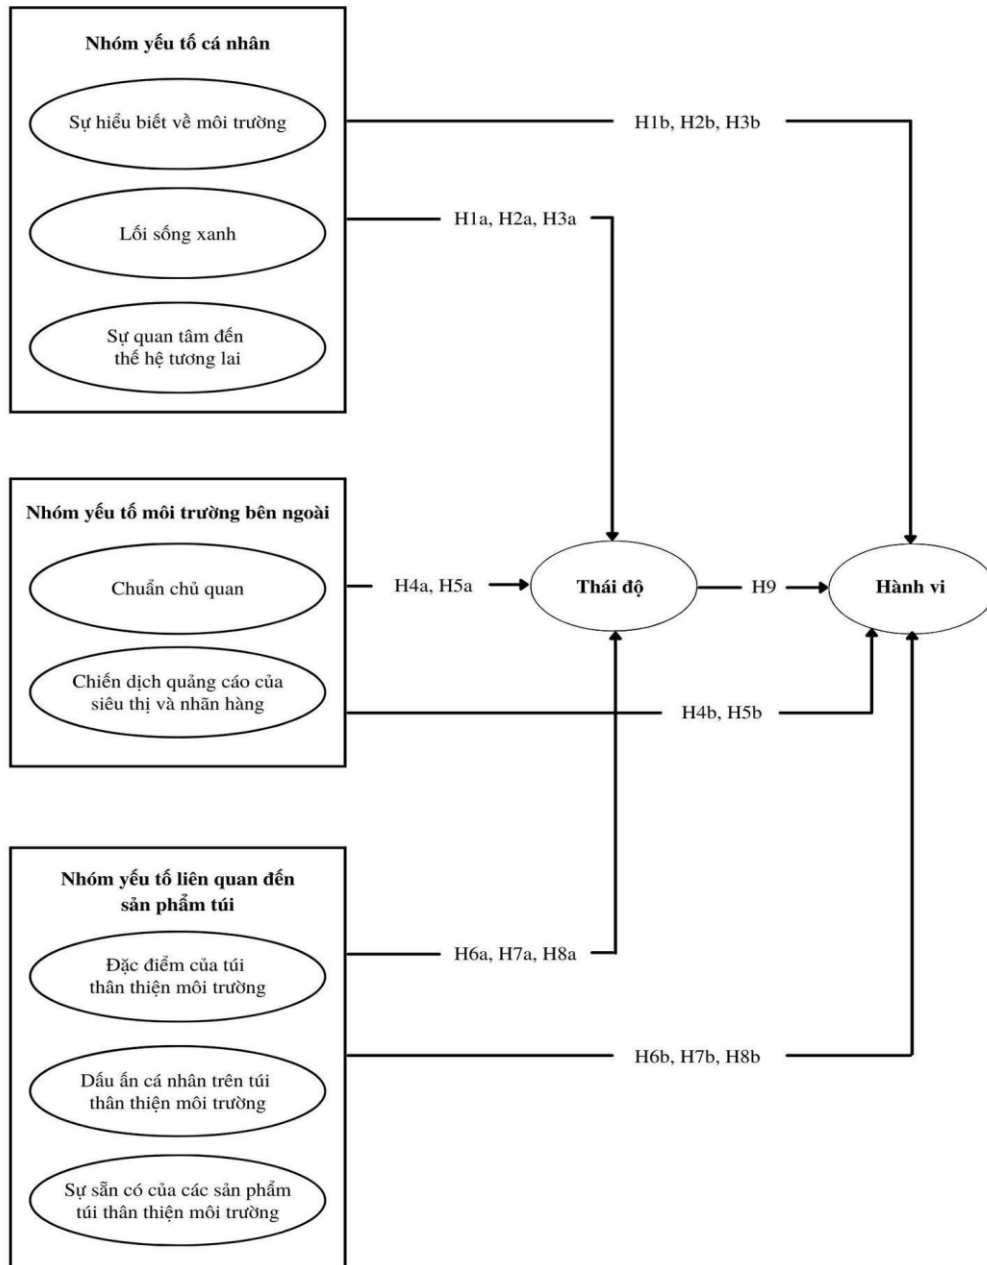 Nhóm yếu tố cá nhân
Sự hiểu biết về môi trường
H1b, H2b, H3b
Lối sống xanh
H1a, H2a, H3a
Sự quan tâm đến
thế hệ tương lai
Nhóm yếu tố môi trường bên ngoài
Chuẩn chủ quan
H4a, H5a
Thái độ
H9
Hành vi
Chiến dịch quảng cáo của
siêu thị và nhãn hàng
H4b, H5b
Nhóm yếu tố liên quan đến
sản phẩm túi
Đặc điểm của túi
thân thiện môi trường
H6a, H7a, H8a
Dấu ấn cá nhân trên túi
thân thiện môi trường
H6b, H7b, H8b
Sự sẵn có của các sản phẩm
túi thân thiện môi trường